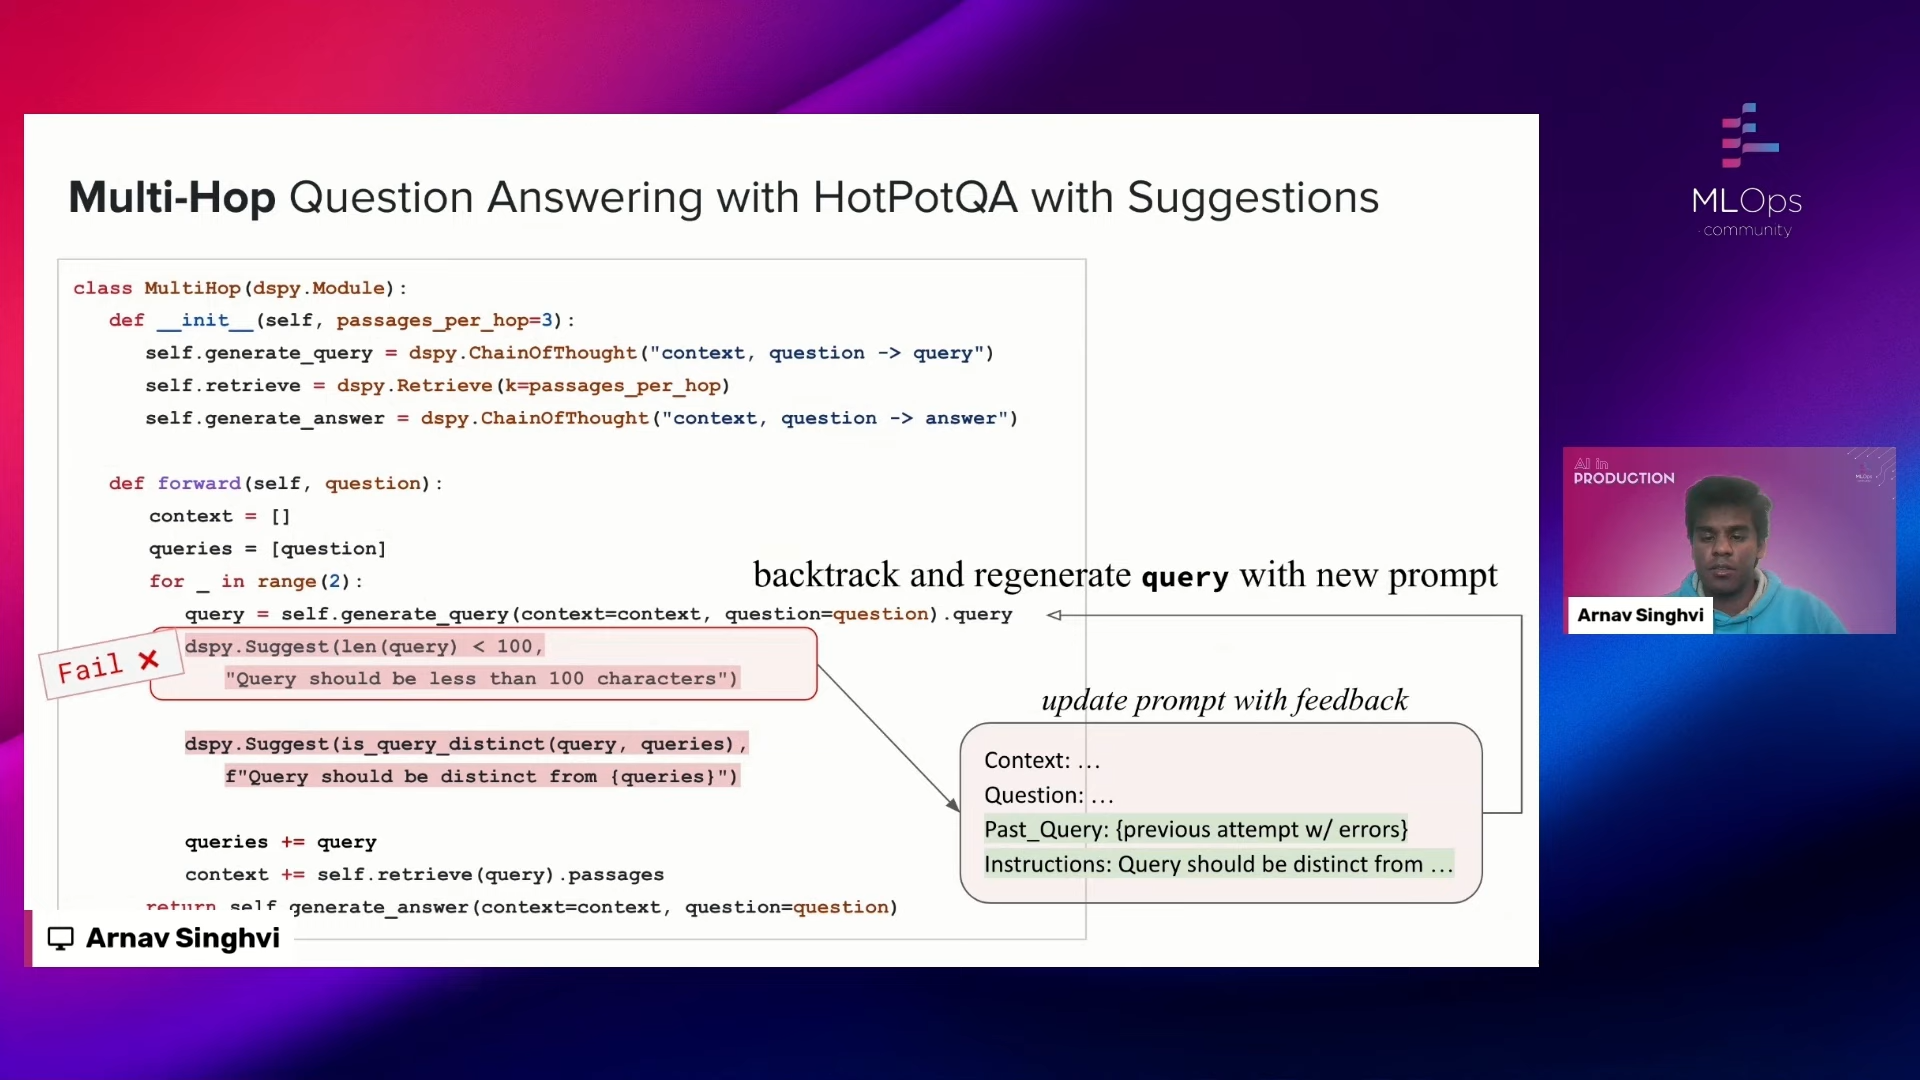 Multi-Hop Question Answering with HotPotQA with Suggestions
class MultiHop(dspy.Module):
def __init__(self, passages_per_hop=3):
self.generate_query = dspy.ChainOfThought("context, question -> query")
self.retrieve = dspy.Retrieve(k=passages_per_hop)
self.generate_answer = dspy.ChainOfThought("context, question -> answer")
def forward(self, question):
context = []
queries = [question]
for _ in range(2):
query = self.generate_query(context=context, question=question).query
dspy.Suggest(len(query) < 100,
"Query should be less than 100 characters")
dspy.Suggest(is_query_distinct(query, queries),
f"Query should be distinct from {queries}")
queries += query
context += self.retrieve(query).passages
return self.generate_answer(context=context, question=question)
Fail ×
backtrack and regenerate query with new prompt
update prompt with feedback
Context: …
Question: …
Past_Query: {previous attempt w/ errors}
Instructions: Query should be distinct from …
Arnav Singhvi
MLOps
community
AI in
PRODUCTION
Arnav Singhvi